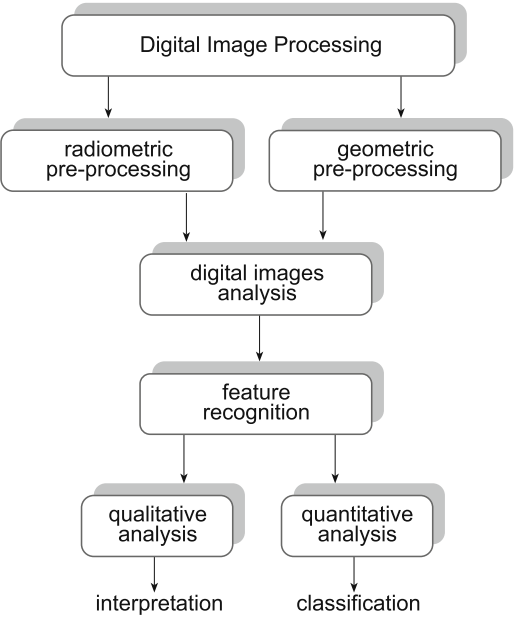 Digital Image Processing
radiometric
pre-processing
geometric
pre-processing
digital images
analysis
feature
recognition
qualitative
analysis
quantitative
analysis
interpretation
classification